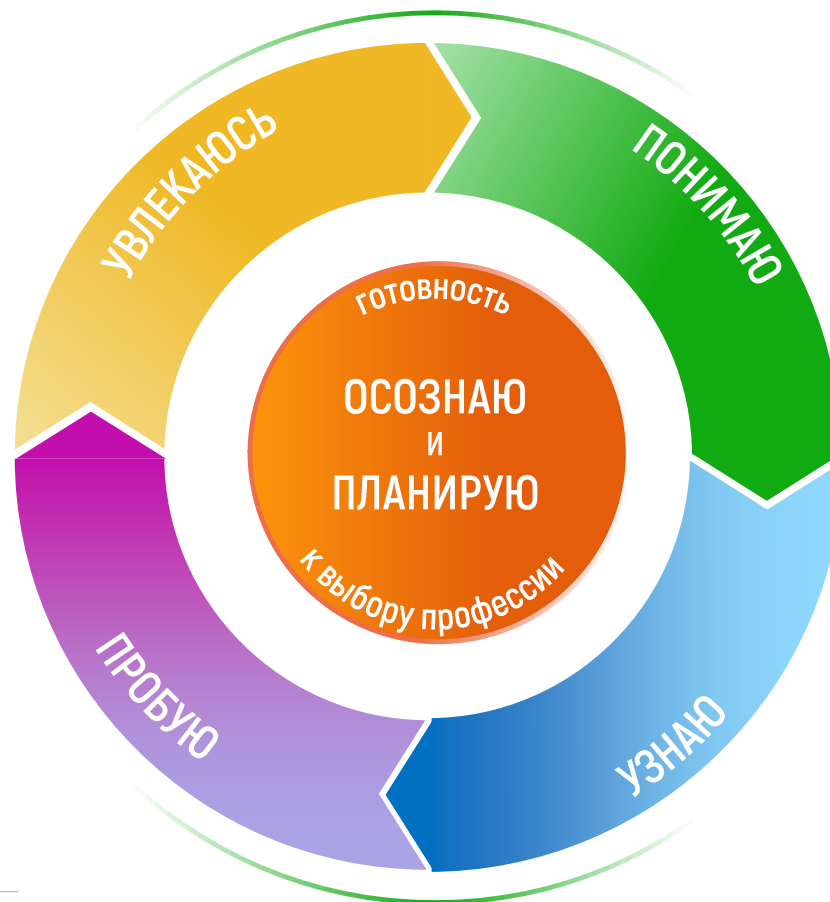 УВЛЕКАЮСЬ
ПОНИМАЮ
готовность
ОСОЗНАЮ
и
ПЛАНИРУЮ
к выбору профессии
ПРОБУЮ
УЗНАЮ